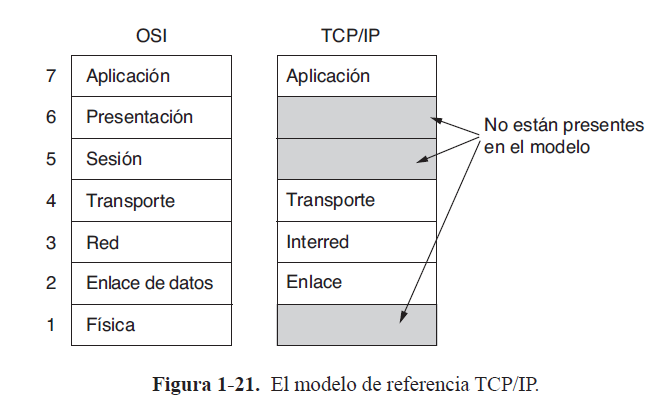 OSI TCP/IP
7 Aplicación Aplicación
6 Presentación
5 Sesión
No están presentes
en el modelo
4 Transporte Transporte
3 Red Interred
2 Enlace de datos Enlace
1 Física
Figura 1-21. El modelo de referencia TCP/IP.